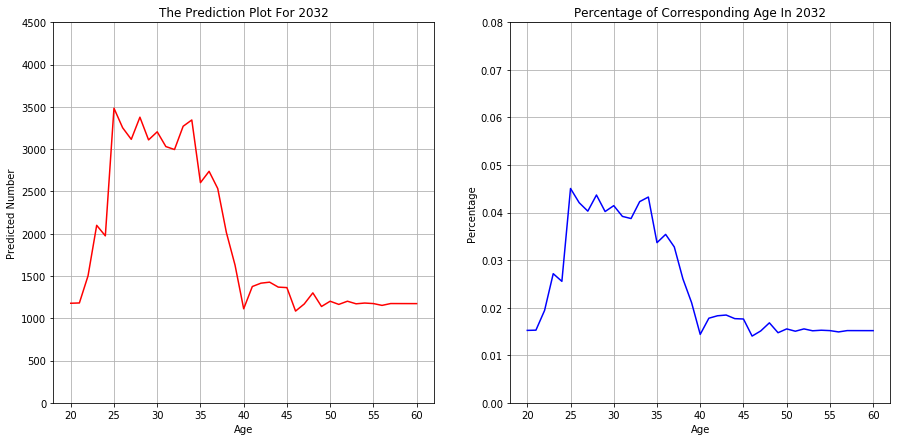 The Prediction Plot For 2032
4500
4000
3500
3000
2500
2000
1500
1000
500
0
Predicted Number
20 25 30 35 40 45 50 55 60
Age
Percentage of Corresponding Age In 2032
0.08
0.07
0.06
0.05
0.04
0.03
0.02
0.01
0.00
Percentage
20 25 30 35 40 45 50 55 60
Age